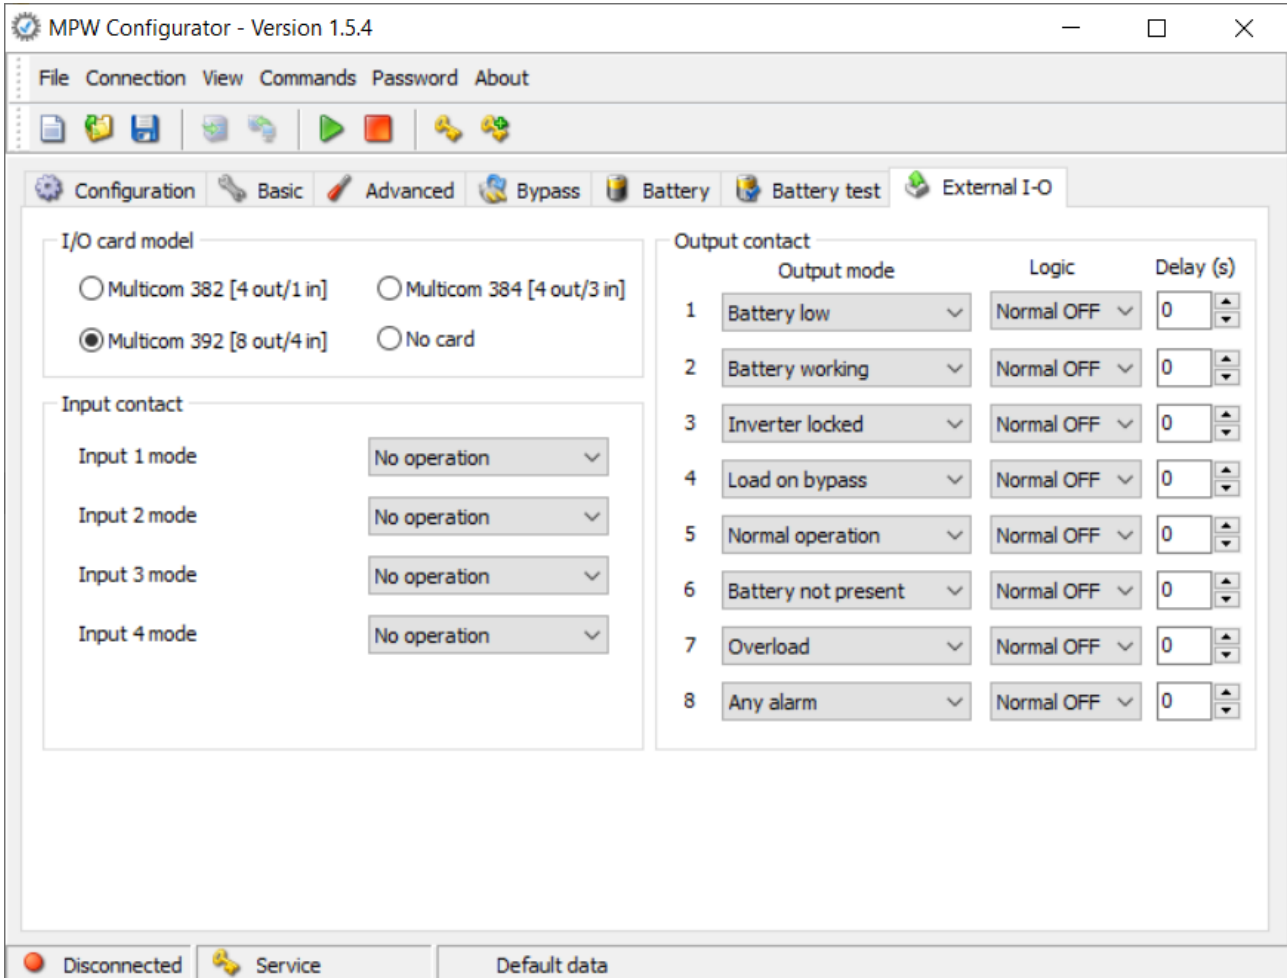 MPW Configurator - Version 1.5.4
File Connection View Commands Password About
Configuration Basic Advanced Bypass Battery Battery test External I-O
I/O card model
Multicom 382 [4 out/1 in] Multicom 384 [4 out/3 in]
Multicom 392 [8 out/4 in] No card
Input contact
Input 1 mode No operation
Input 2 mode No operation
Input 3 mode No operation
Input 4 mode No operation
Output contact
Output mode Logic Delay (s)
1 Battery low Normal OFF 0
2 Battery working Normal OFF 0
3 Inverter locked Normal OFF 0
4 Load on bypass Normal OFF 0
5 Normal operation Normal OFF 0
6 Battery not present Normal OFF 0
7 Overload Normal OFF 0
8 Any alarm Normal OFF 0
Disconnected Service Default data